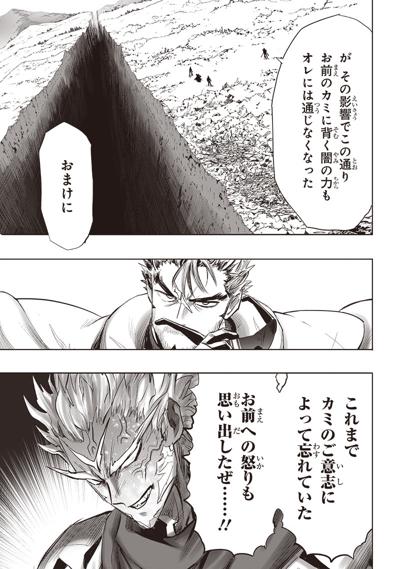 が その影響でこの通り
お前のカミに背く闇の力も
オレには通じなくなった
おまけに
これまで
カミのご意志に
よって忘れていた
お前への怒りも
思い出したぜ……!!